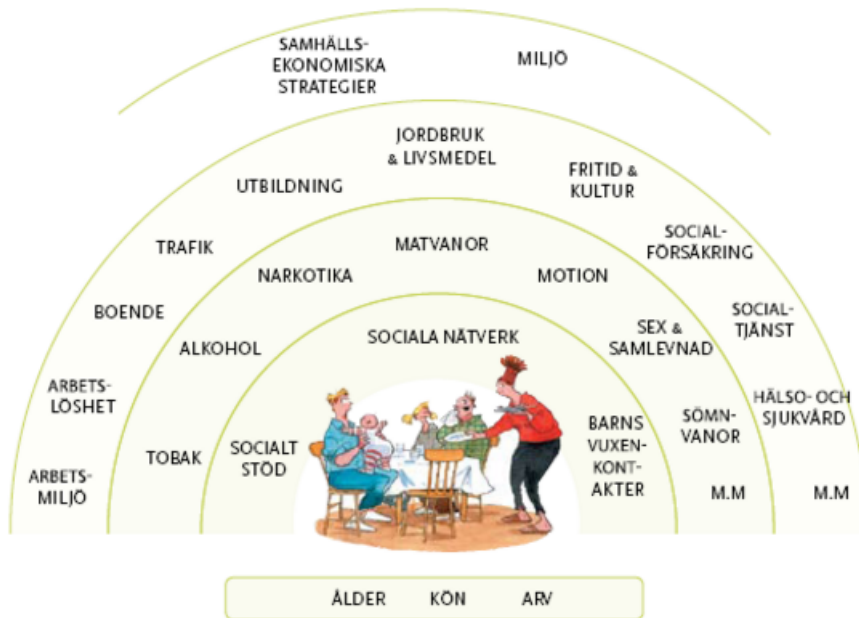 SAMHÄLLS-
EKONOMISKA
STRATEGIER
MILJÖ
JORDBRUK
& LIVSMEDEL
UTBILDNING
FRITID &
KULTUR
TRAFIK
SOCIAL-
FÖRSÄKRING
BOENDE
SOCIAL-
TJÄNST
ARBETS-
LÖSHET
HÄLSO- OCH
SJUKVÅRD
ARBETS-
MILJÖ
M.M
MATVANOR
NARKOTIKA
MOTION
ALKOHOL
SEX &
SAMLEVNAD
TOBAK
SÖMN-
VANOR
M.M
SOCIALA NÄTVERK
SOCIALT
STÖD
BARNS
VUXEN-
KONT-
AKTER
ÅLDER KÖN ARV